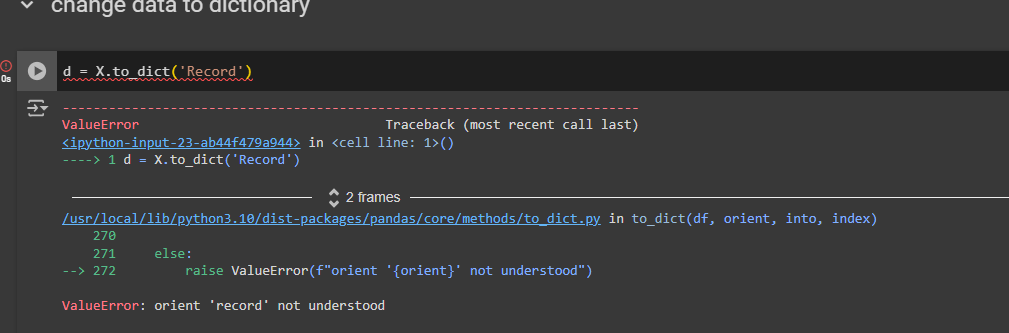 change data to dictionary
0s
d = X.to_dict('Record')
---------------------------------------------------------------------------
ValueError                                Traceback (most recent call last)
<ipython-input-23-ab44f479a944> in <cell line: 1>()
----> 1 d = X.to_dict('Record')
2 frames
/usr/local/lib/python3.10/dist-packages/pandas/core/methods/to_dict.py in to_dict(df, orient, into, index)
    270
    271     else:
--> 272         raise ValueError(f"orient '{orient}' not understood")
ValueError: orient 'record' not understood